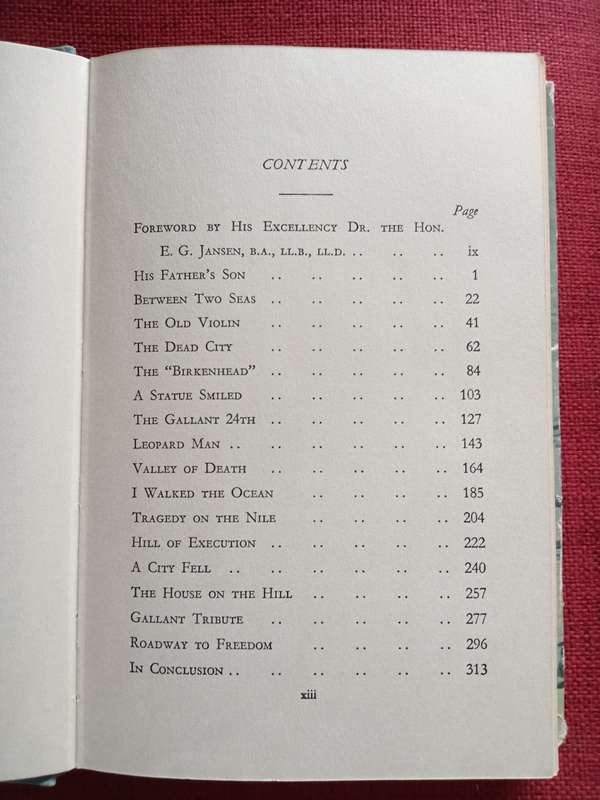 CONTENTS
Page
Foreword by His Excellency Dr. the Hon.
E. G. Jansen, b.a., ll.b., ll.d. .. .. .. ix
His Father's Son .. .. .. .. .. 1
Between Two Seas .. .. .. .. .. 22
The Old Violin .. .. .. .. .. 41
The Dead City .. .. .. .. .. 62
The "Birkenhead" .. .. .. .. .. 84
A Statue Smiled .. .. .. .. .. 103
The Gallant 24th .. .. .. .. .. 127
Leopard Man .. .. .. .. .. .. 143
Valley of Death .. .. .. .. .. 164
I Walked the Ocean .. .. .. .. 185
Tragedy on the Nile .. .. .. .. 204
Hill of Execution .. .. .. .. .. 222
A City Fell .. .. .. .. .. .. 240
The House on the Hill .. .. .. .. 257
Gallant Tribute .. .. .. .. .. 277
Roadway to Freedom .. .. .. .. 296
In Conclusion .. .. .. .. .. .. 313
xiii